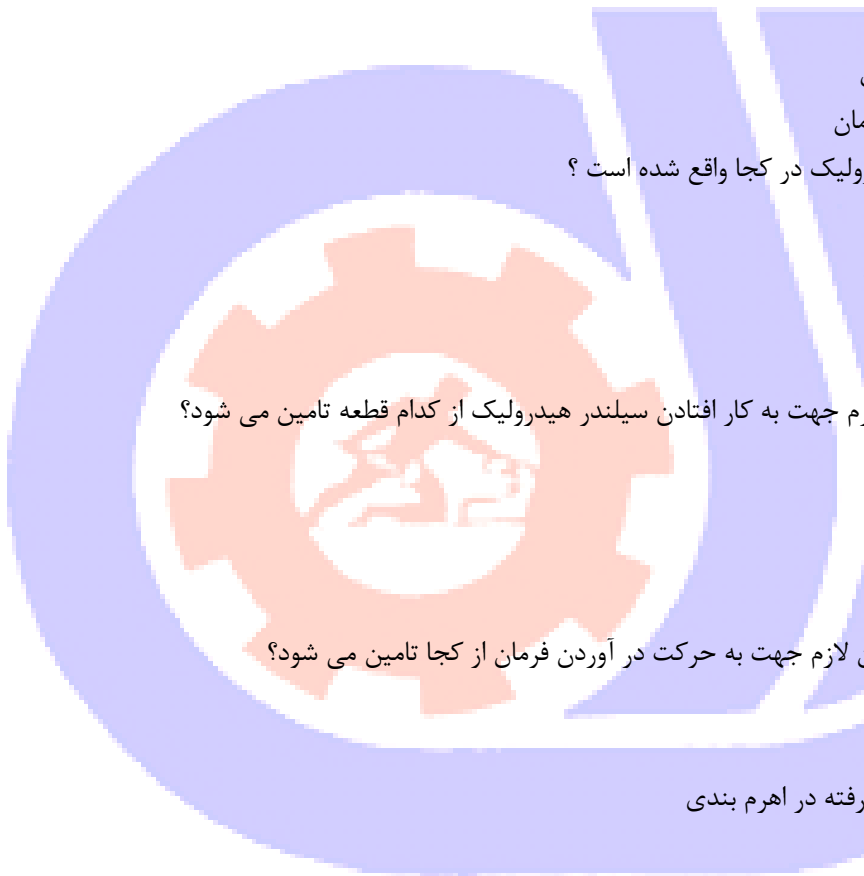 مان
ولیک در کجا واقع شده است ؟
جهت به کار افتادن سیلندر هیدرولیک از کدام قطعه تامین می شود؟
لازم جهت به حرکت در آوردن فرمان از کجا تامین می شود؟
رفته در اهرم بندی